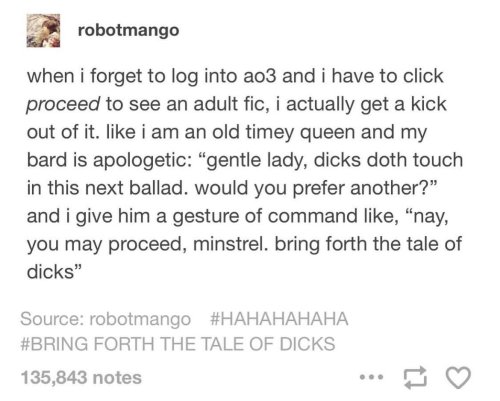 robotmango
when i forget to log into ao3 and i have to click
proceed to see an adult fic, i actually get a kick
out of it. like i am an old timey queen and my
bard is apologetic: “gentle lady, dicks doth touch
in this next ballad. would you prefer another?”
and i give him a gesture of command like, “nay,
you may proceed, minstrel. bring forth the tale of
dicks”
Source: robotmango #HAHAHAHAHA
#BRING FORTH THE TALE OF DICKS
135,843 notes